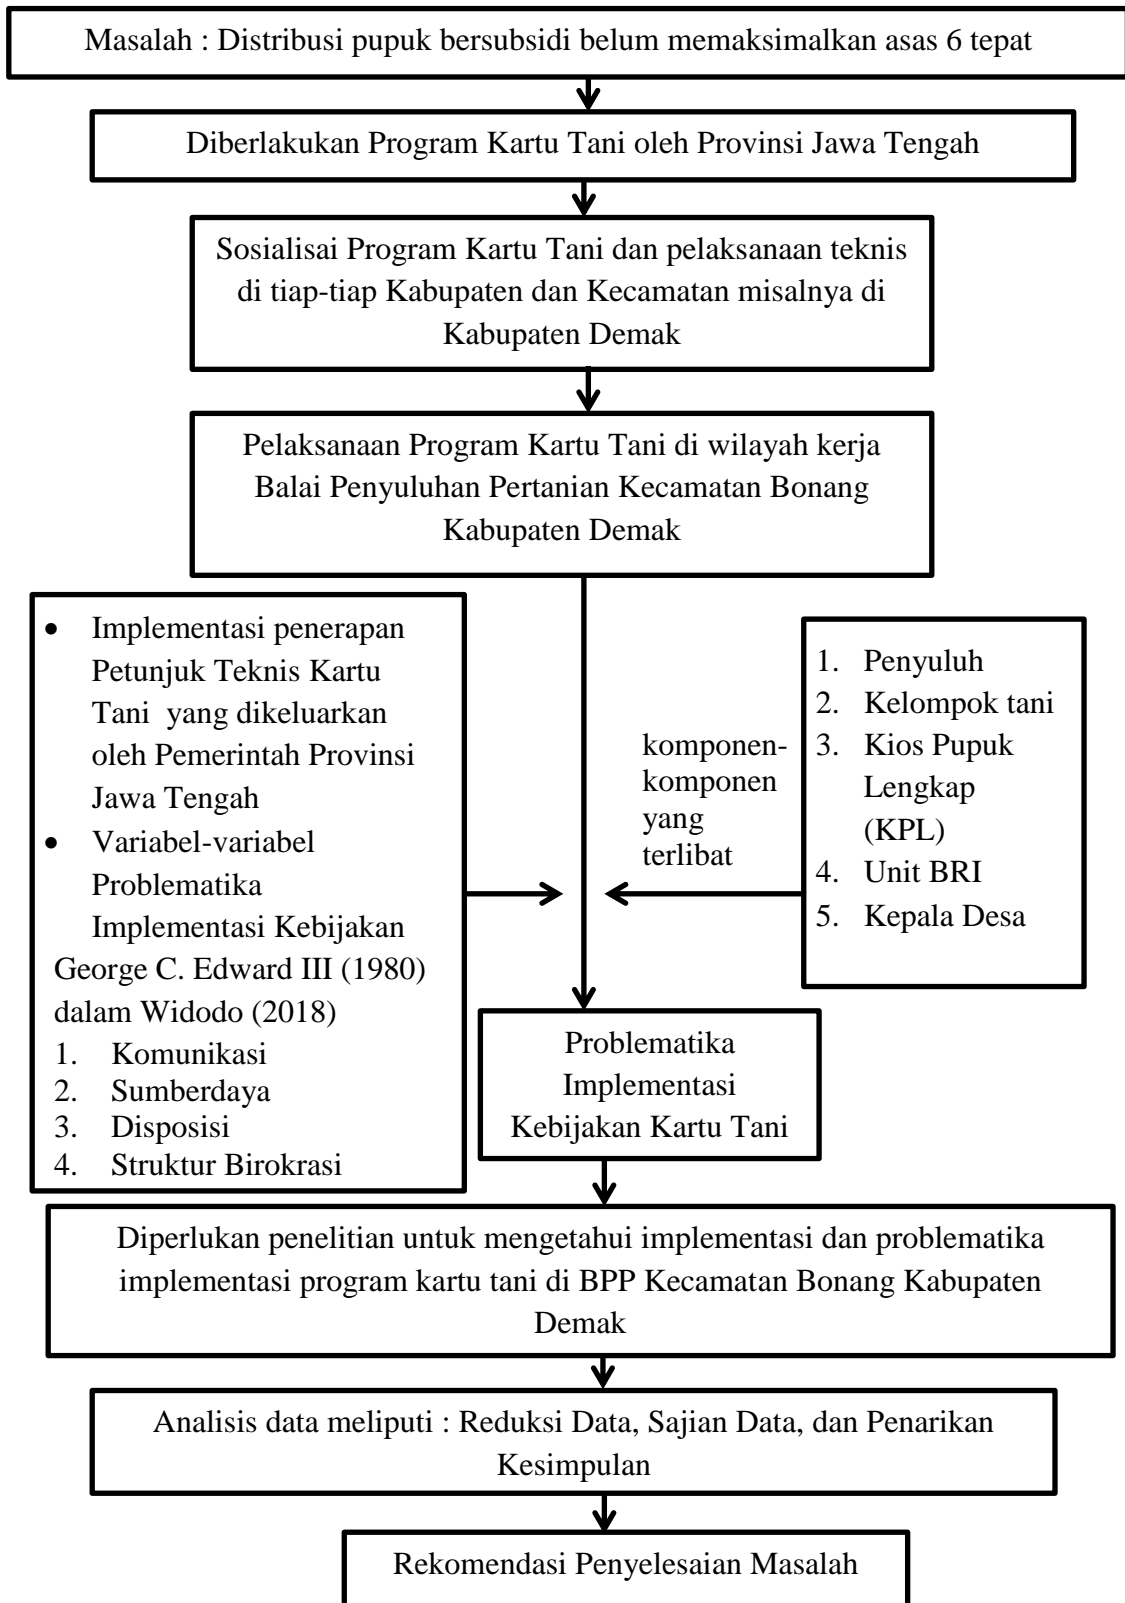 Masalah : Distribusi pupuk bersubsidi belum memaksimalkan asas 6 tepat
Diberlakukan Program Kartu Tani oleh Provinsi Jawa Tengah
Sosialisai Program Kartu Tani dan pelaksanaan teknis
di tiap-tiap Kabupaten dan Kecamatan misalnya di
Kabupaten Demak
Pelaksanaan Program Kartu Tani di wilayah kerja
Balai Penyuluhan Pertanian Kecamatan Bonang
Kabupaten Demak
• Implementasi penerapan
Petunjuk Teknis Kartu
Tani yang dikeluarkan
oleh Pemerintah Provinsi
Jawa Tengah
• Variabel-variabel
Problematika
Implementasi Kebijakan
George C. Edward III (1980)
dalam Widodo (2018)
1. Komunikasi
2. Sumberdaya
3. Disposisi
4. Struktur Birokrasi
komponen-
komponen
yang
terlibat
1. Penyuluh
2. Kelompok tani
3. Kios Pupuk
Lengkap
(KPL)
4. Unit BRI
5. Kepala Desa
Problematika
Implementasi
Kebijakan Kartu Tani
Diperlukan penelitian untuk mengetahui implementasi dan problematika
implementasi program kartu tani di BPP Kecamatan Bonang Kabupaten
Demak
Analisis data meliputi : Reduksi Data, Sajian Data, dan Penarikan
Kesimpulan
Rekomendasi Penyelesaian Masalah